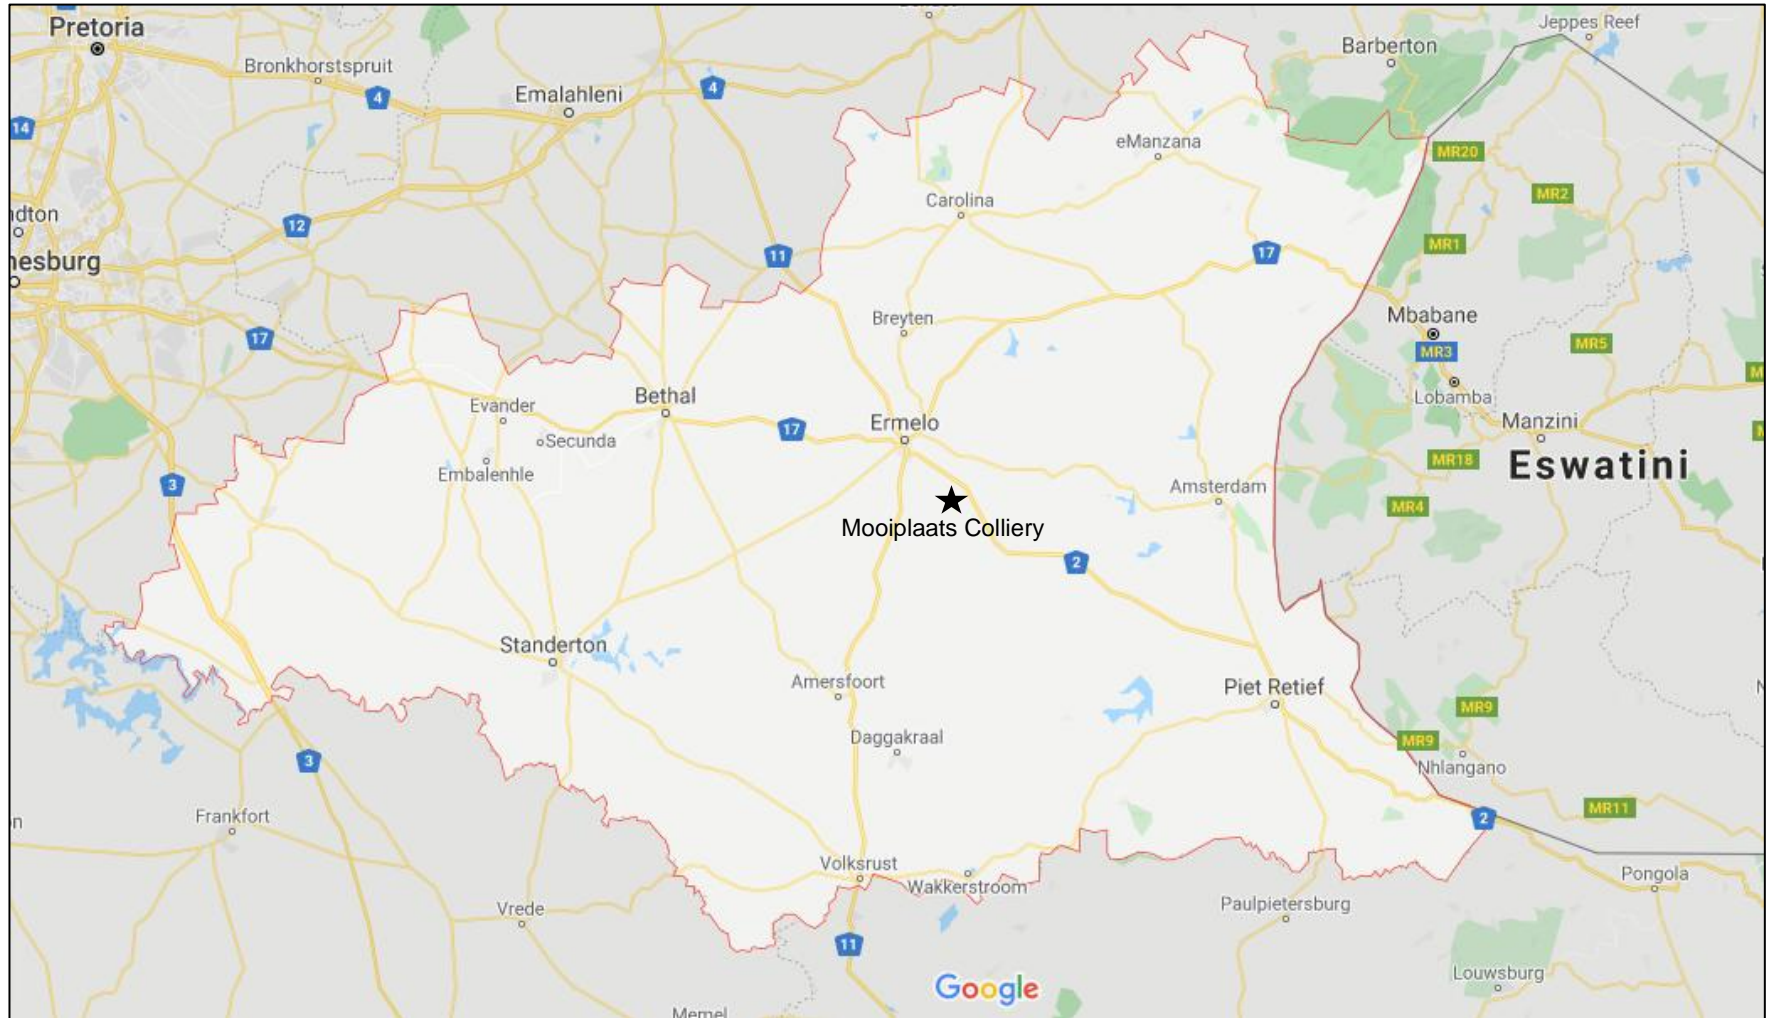 Pretoria
Jeppes Reef
Barberton
Bronkhorstspruit
4
Emalahleni
4
14
eManzana
MR20
MR2
Carolina
ndton
12
11
17
MR1
nesburg
Breyten
Mbabane
17
MR3
MR5
M
Bethal
Lobamba
Evander
Ermelo
Manzini
17
M
Secunda
Embalenhle
MR18
Eswatini
3
Amsterdam
MR4
Mooiplaats Colliery
2
Standerton
Amersfoort
Piet Retief
MR9
Daggakraal
MR9
3
Nhlangano
MR11
Frankfort
2
n
Volksrust
Wakkerstroom
Pongola
Vrede
Paulpietersburg
11
Louwsburg
Google
Memel